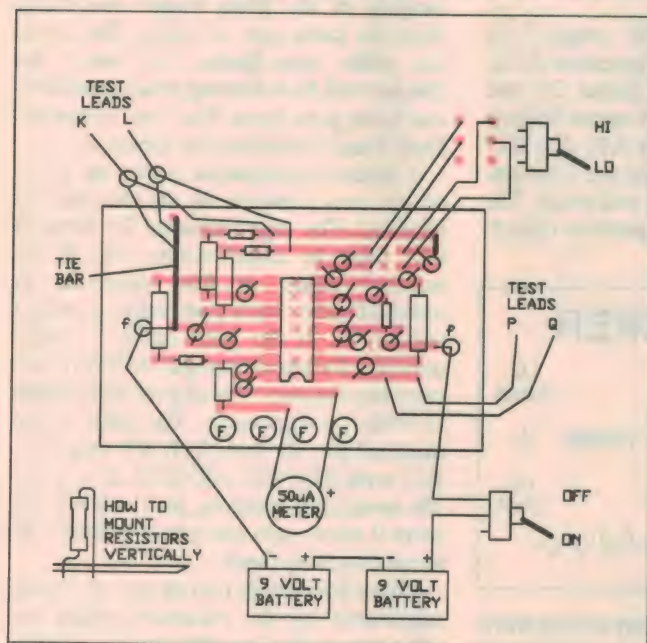 TEST
LEADS
K L
HI
LO
TIE
BAR
TEST
LEADS
P Q
f
f
F F F F
50uA
METER
+
OFF
ON
HOW TO
MOUNT
RESISTORS
VERTICALLY
- +
- +
9 VOLT
BATTERY
9 VOLT
BATTERY